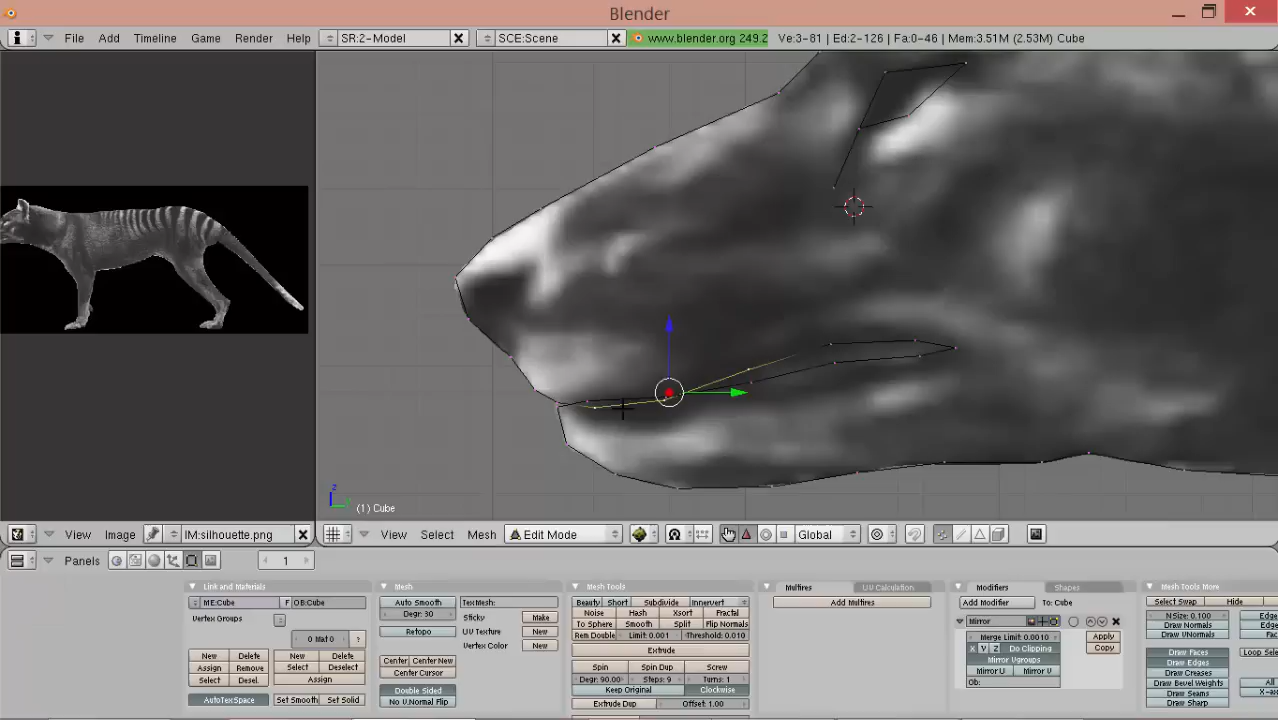 Blender
File Add Timeline Game Render Help SR:2-Model SCE:Scene www.blender.org 249.2 Ve:3-61 | Ed:2-126 | Fa:0-46 | Mem:3.51M (2.53M) Cube
z
(1) Cube
View Image IM:silhouette.png View Select Mesh Edit Mode Global
Panels 1
Link and Materials Mesh Mesh Tools Multires UV Calculation Modifiers Shapes Mesh Tools More
ME:Cube F OB:Cube Auto Smooth TexMesh: Beauty Short Subdivide Innervert Add Multires Add Modifier To: Cube Select Swap Hide
Vertex Groups Degr: 30 Sticky Make Noise Hash Xsort Fractal Mirror NSize: 0.100 Edge
Retopo UV Texture New To Sphere Smooth Split Flip Normals Merge Limit: 0.0010 Apply Draw Normals
0 Mat 0 ? Vertex Color New Rem Double Limit: 0.001 Threshold: 0.010 X Y Z Do Clipping Copy Draw VNormals
New Delete New Delete Center Center New Extrude Mirror Vgroups Draw Faces
Assign Remove Select Deselect Center Cursor Spin Spin Dup Screw Mirror U Mirror V Draw Edges
Select Desel. Assign Degr: 90.00 Steps: 9 Turns: 1 Ob: Draw Creases
Double Sided Keep Original Clockwise Draw Bevel Weights All
AutoTexSpace Set Smooth Set Solid No V.Normal Flip Extrude Dup Offset: 1.00 Draw Seams
Draw Sharp